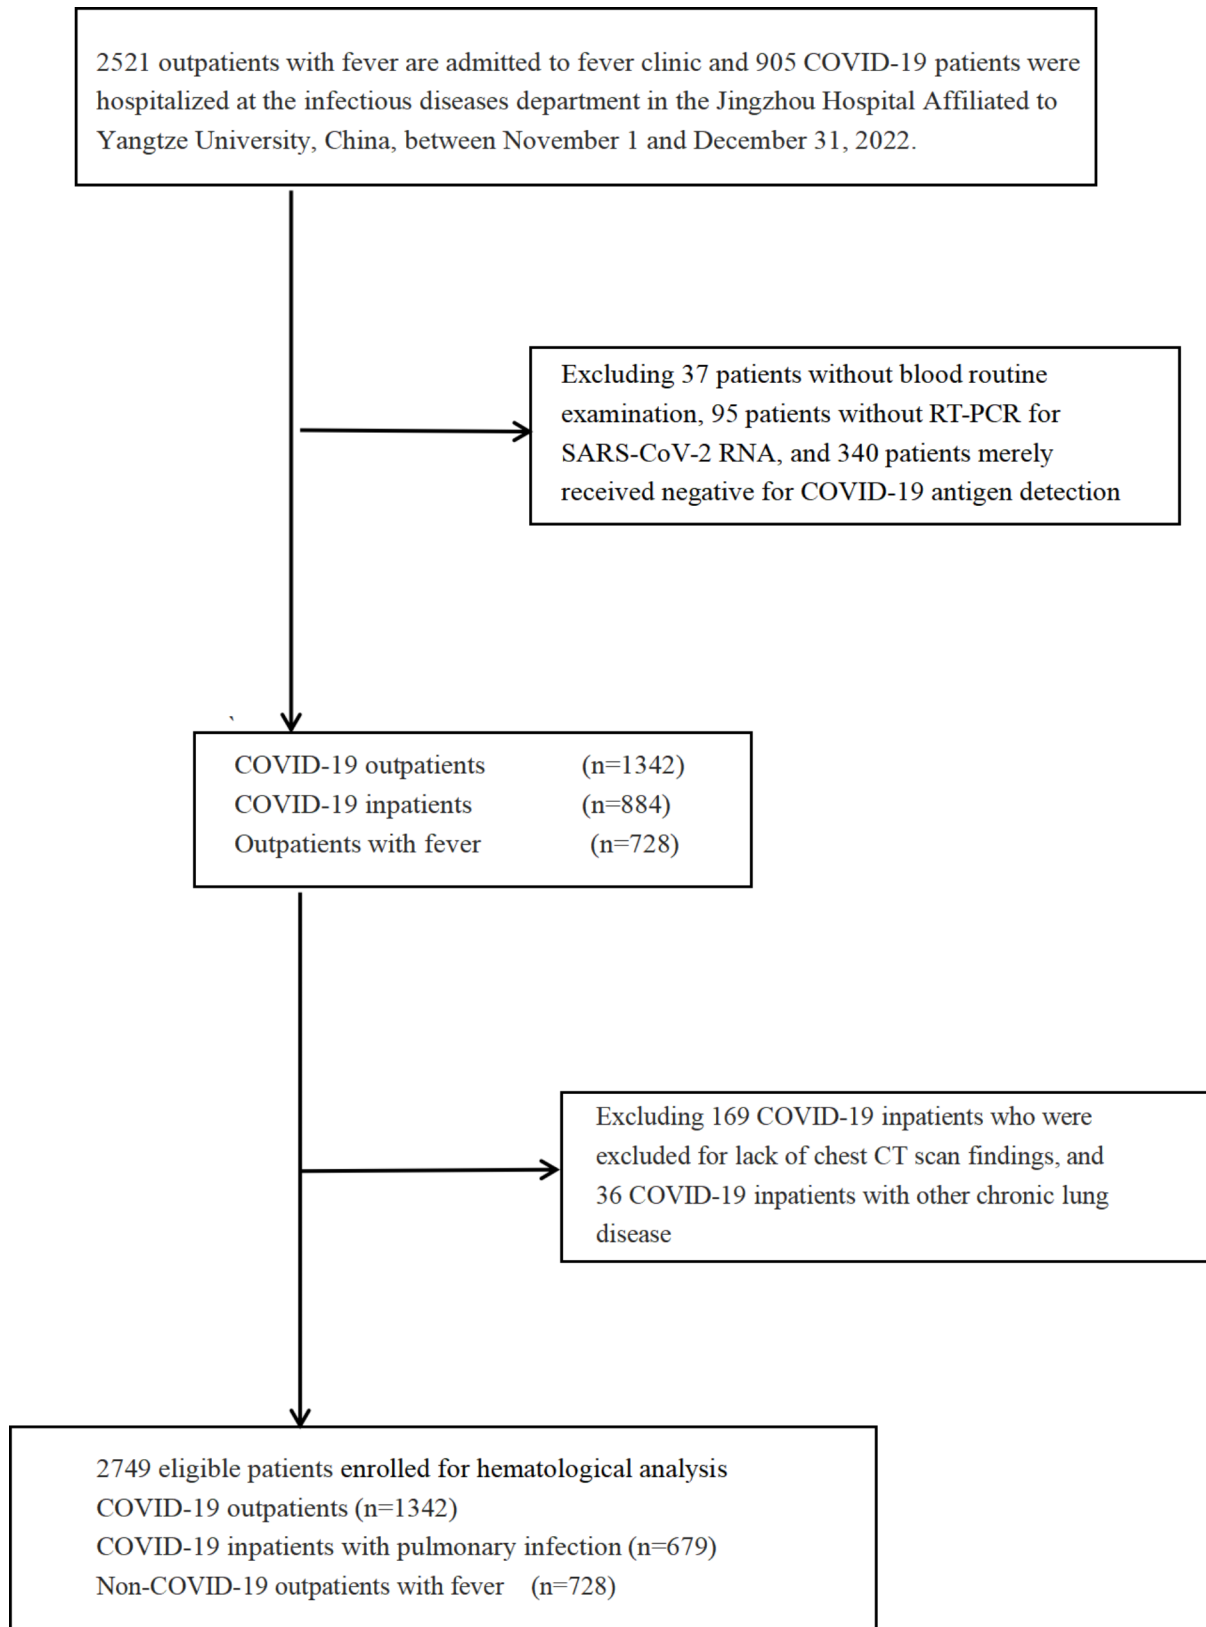 2521 outpatients with fever are admitted to fever clinic and 905 COVID-19 patients were
hospitalized at the infectious diseases department in the Jingzhou Hospital Affiliated to
Yangtze University, China, between November 1 and December 31, 2022.
Excluding 37 patients without blood routine
examination, 95 patients without RT-PCR for
SARS-CoV-2 RNA, and 340 patients merely
received negative for COVID-19 antigen detection
`
COVID-19 outpatients (n=1342)
COVID-19 inpatients (n=884)
Outpatients with fever (n=728)
Excluding 169 COVID-19 inpatients who were
excluded for lack of chest CT scan findings, and
36 COVID-19 inpatients with other chronic lung
disease
2749 eligible patients enrolled for hematological analysis
COVID-19 outpatients (n=1342)
COVID-19 inpatients with pulmonary infection (n=679)
Non-COVID-19 outpatients with fever (n=728)